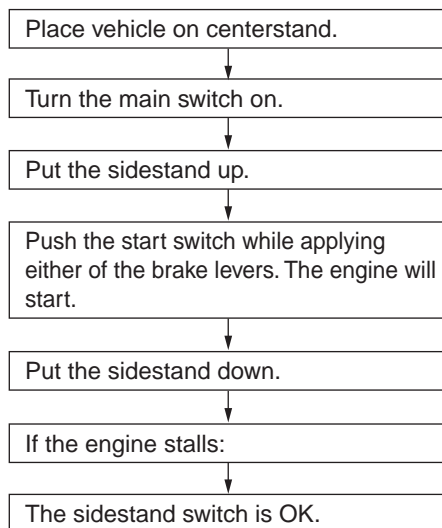 Place vehicle on centerstand.
Turn the main switch on.
Put the sidestand up.
Push the start switch while applying
either of the brake levers. The engine will
start.
Put the sidestand down.
If the engine stalls:
The sidestand switch is OK.